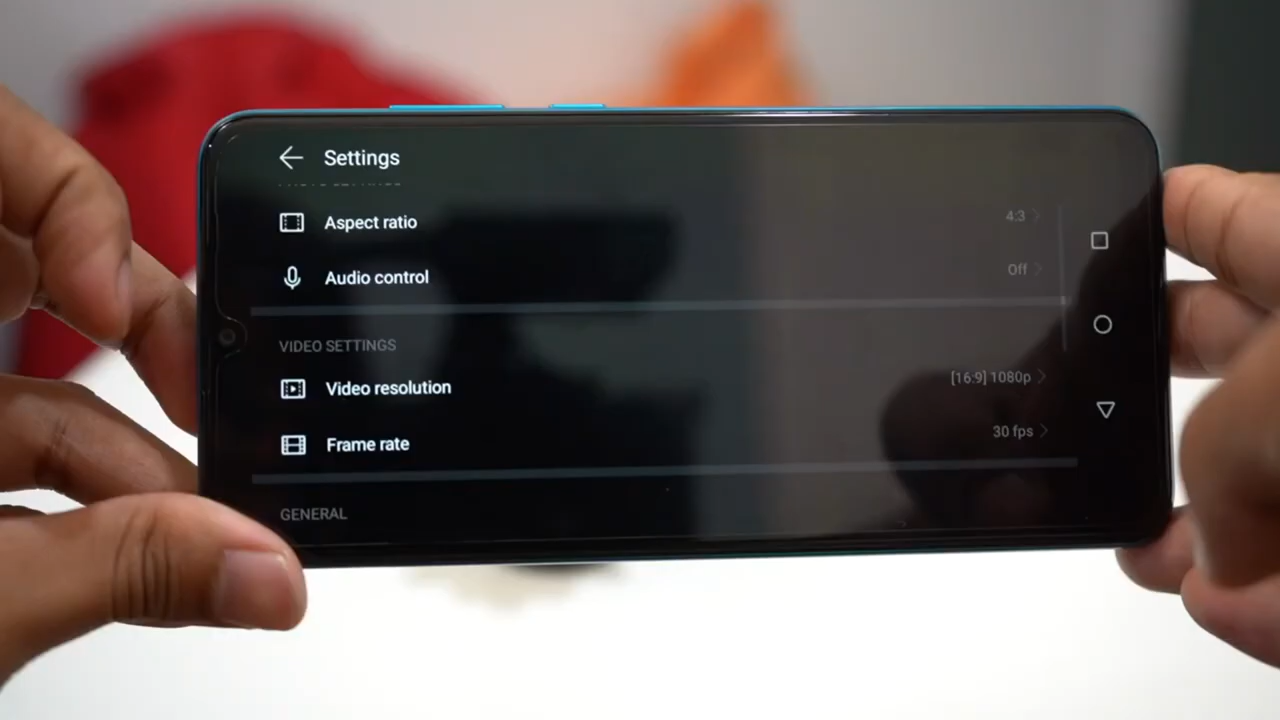 Settings
Aspect ratio 4:3
Audio control Off
VIDEO SETTINGS
Video resolution [16:9] 1080p
Frame rate 30 fps
GENERAL